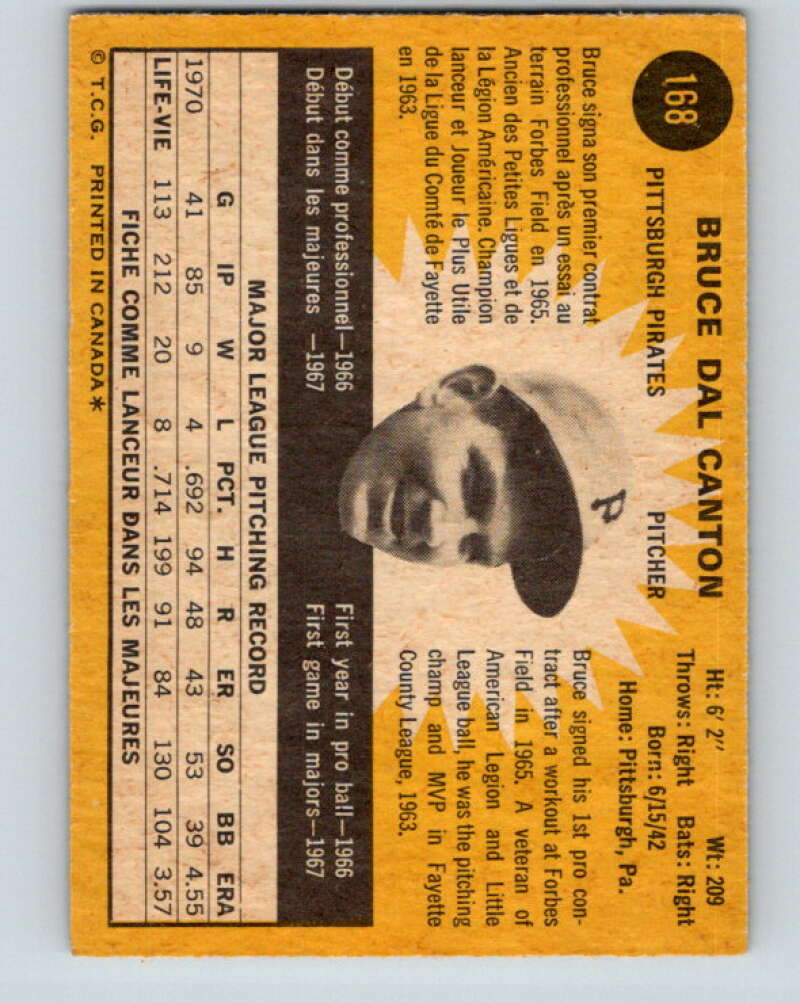 168
BRUCE DAL CANTON
PITTSBURGH PIRATES PITCHER
Ht: 6' 2" Wt: 209
Throws: Right Bats: Right
Born: 6/15/42
Home: Pittsburgh, Pa.
Bruce signa son premier contrat
professionnel après un essai au
terrain Forbes Field en 1965.
Ancien des Petites Ligues et de
la Légion Américaine. Champion
lanceur et Joueur le Plus Utile
de la Ligue du Comté de Fayette
en 1963.
P
Bruce signed his 1st pro con-
tract after a workout at Forbes
Field in 1965. A veteran of
American Legion and Little
League ball, he was the pitching
champ and MVP in Fayette
County League, 1963.
Début comme professionnel—1966
Début dans les majeures —1967
First year in pro ball—1966
First game in majors—1967
MAJOR LEAGUE PITCHING RECORD
G IP W L PCT. H R ER SO BB ERA
1970 41 85 9 4 .692 94 48 43 53 39 4.55
LIFE-VIE 113 212 20 8 .714 199 91 84 130 104 3.57
FICHE COMME LANCEUR DANS LES MAJEURES
© T.C.G. PRINTED IN CANADA*